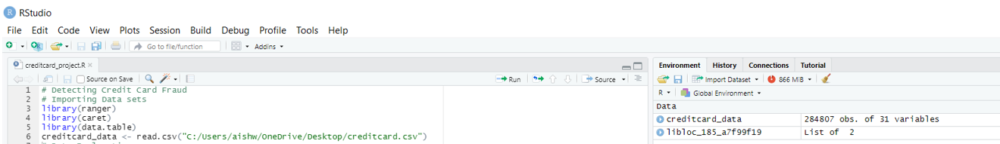 RStudio
File Edit Code View Plots Session Build Debug Profile Tools Help
Go to file/function Addins
creditcard_project.R
Source on Save Run Source
1 # Detecting Credit Card Fraud
2 # Importing Data sets
3 library(ranger)
4 library(caret)
5 library(data.table)
6 creditcard_data <- read.csv("C:/Users/aishw/OneDrive/Desktop/creditcard.csv")
Environment History Connections Tutorial
Import Dataset 866 MiB
R Global Environment
Data
creditcard_data 284807 obs. of 31 variables
libloc_185_a7f99f19 List of 2